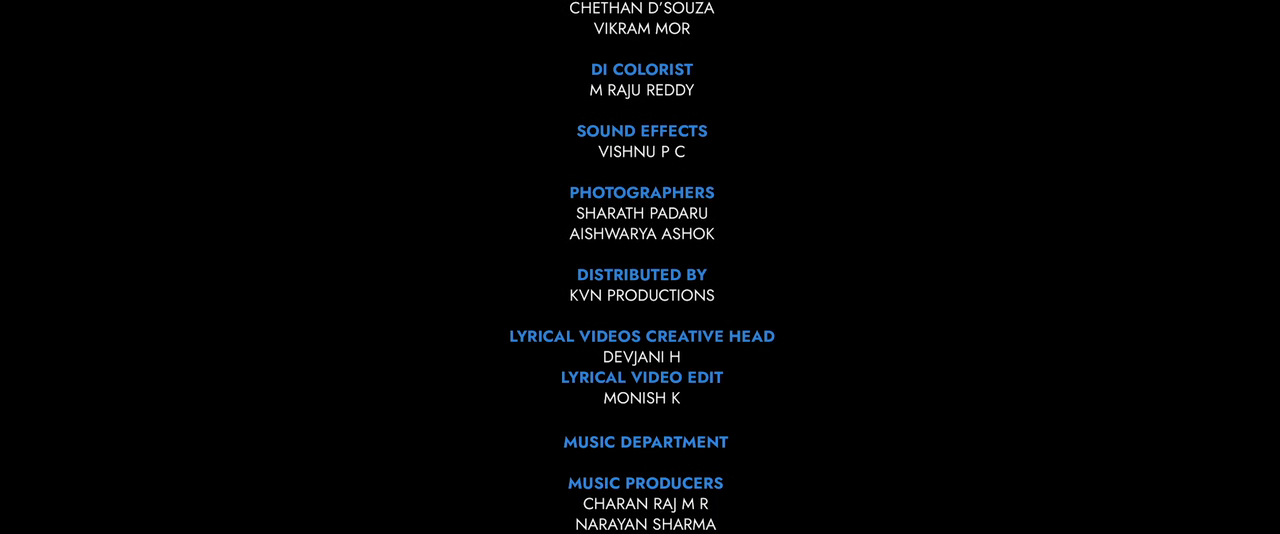 CHETHAN D’SOUZA
VIKRAM MOR
DI COLORIST
M RAJU REDDY
SOUND EFFECTS
VISHNU P C
PHOTOGRAPHERS
SHARATH PADARU
AISHWARYA ASHOK
DISTRIBUTED BY
KVN PRODUCTIONS
LYRICAL VIDEOS CREATIVE HEAD
DEVJANI H
LYRICAL VIDEO EDIT
MONISH K
MUSIC DEPARTMENT
MUSIC PRODUCERS
CHARAN RAJ M R
NARAYAN SHARMA